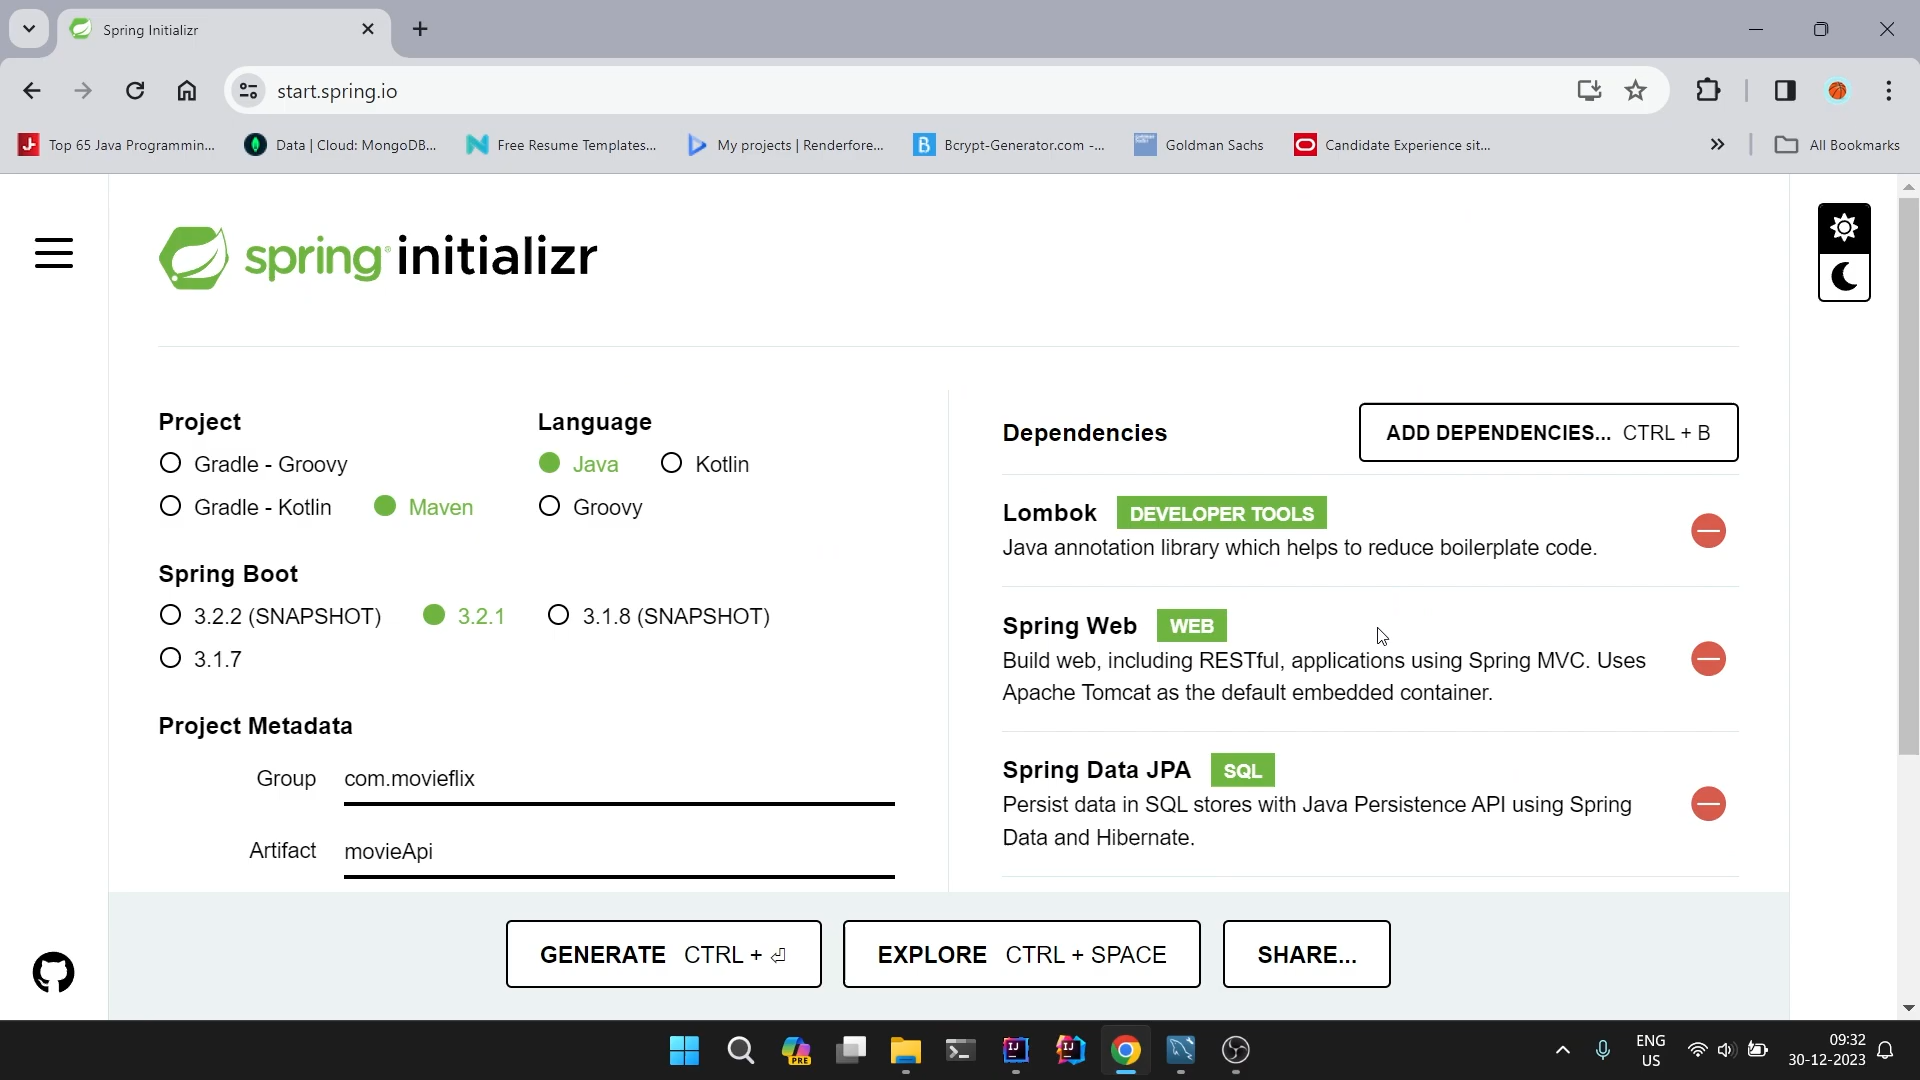 Spring Initializr
start.spring.io
Top 65 Java Programmin...
Data | Cloud: MongoDB...
Free Resume Templates...
My projects | Renderfore...
Bcrypt-Generator.com -...
Goldman Sachs
Candidate Experience sit...
All Bookmarks
spring initializr
Project
Gradle - Groovy
Gradle - Kotlin
Maven
Language
Java
Kotlin
Groovy
Spring Boot
3.2.2 (SNAPSHOT)
3.2.1
3.1.8 (SNAPSHOT)
3.1.7
Project Metadata
Group com.movieflix
Artifact movieApi
Dependencies
ADD DEPENDENCIES... CTRL + B
Lombok DEVELOPER TOOLS
Java annotation library which helps to reduce boilerplate code.
Spring Web WEB
Build web, including RESTful, applications using Spring MVC. Uses
Apache Tomcat as the default embedded container.
Spring Data JPA SQL
Persist data in SQL stores with Java Persistence API using Spring
Data and Hibernate.
GENERATE CTRL + ⏎
EXPLORE CTRL + SPACE
SHARE...
PRE
IJ
IJ
ENG
US
09:32
30-12-2023